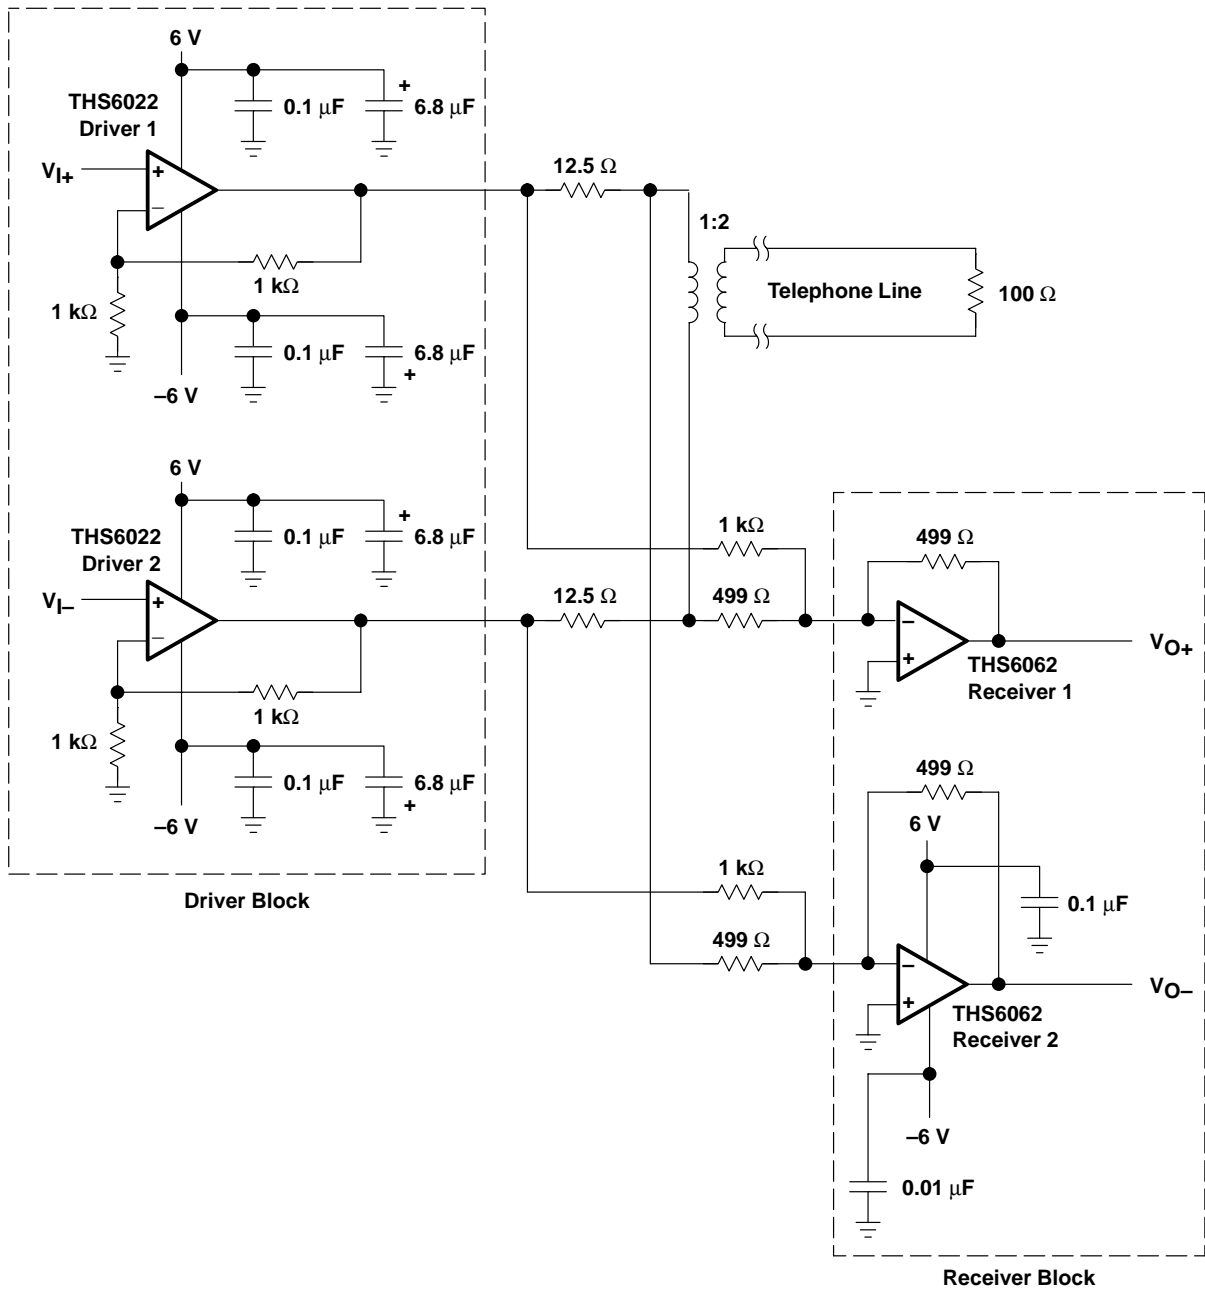 6 V
THS6022
Driver 1
0.1 μF
+
6.8 μF
VI+
+
−
1 kΩ
1 kΩ
0.1 μF
6.8 μF
+
–6 V
12.5 Ω
1:2
Telephone Line
100 Ω
6 V
THS6022
Driver 2
0.1 μF
+
6.8 μF
VI–
+
−
1 kΩ
1 kΩ
0.1 μF
6.8 μF
+
–6 V
Driver Block
12.5 Ω
1 kΩ
499 Ω
499 Ω
−
+
THS6062
Receiver 1
VO+
1 kΩ
499 Ω
499 Ω
6 V
0.1 μF
−
+
THS6062
Receiver 2
VO–
–6 V
0.01 μF
Receiver Block